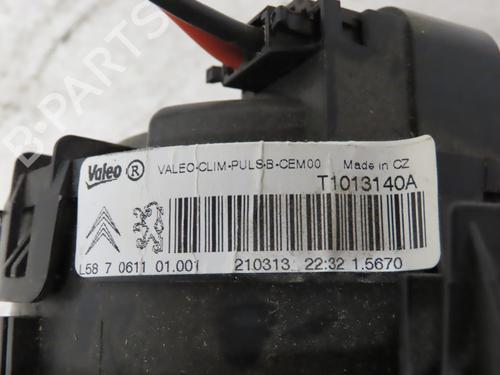 Valeo ® VALEO-CLIM-PULS-B-CEM00 Made in CZ
T1013140A
L58 7 0611 01.001 210313 22:32 1.5670